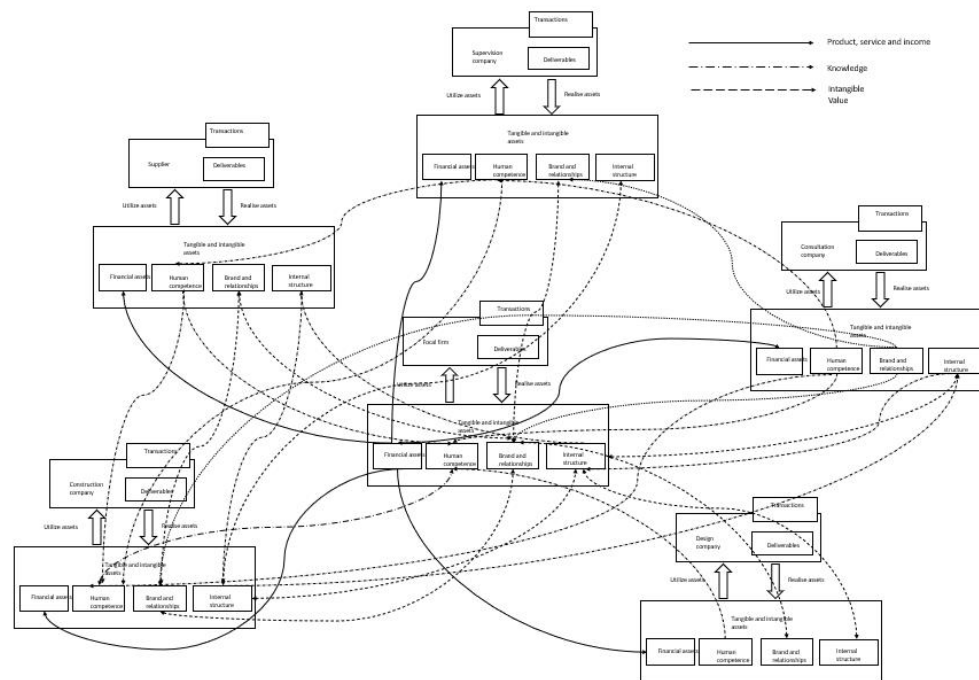 Transactions
Supervision
company
Deliverables
Utilize assets
Realise assets
Tangible and intangible
assets
Financial assets
Human
competence
Brand and
relationships
Internal
structure
Product, service and income
Knowledge
Intangible
Value
Transactions
Supplier
Deliverables
Utilize assets
Realise assets
Tangible and intangible
assets
Financial assets
Human
competence
Brand and
relationships
Internal
structure
Transactions
Consultation
company
Deliverables
Utilize assets
Realise assets
Tangible and intangible
assets
Financial assets
Human
competence
Brand and
relationships
Internal
structure
Transactions
Focal firm
Deliverables
Utilize assets
Realise assets
Tangible and intangible
assets
Financial assets
Human
competence
Brand and
relationships
Internal
structure
Transactions
Construction
company
Deliverables
Utilize assets
Realise assets
Tangible and intangible
assets
Financial assets
Human
competence
Brand and
relationships
Internal
structure
Transactions
Design
company
Deliverables
Utilize assets
Realise assets
Tangible and intangible
assets
Financial assets
Human
competence
Brand and
relationships
Internal
structure